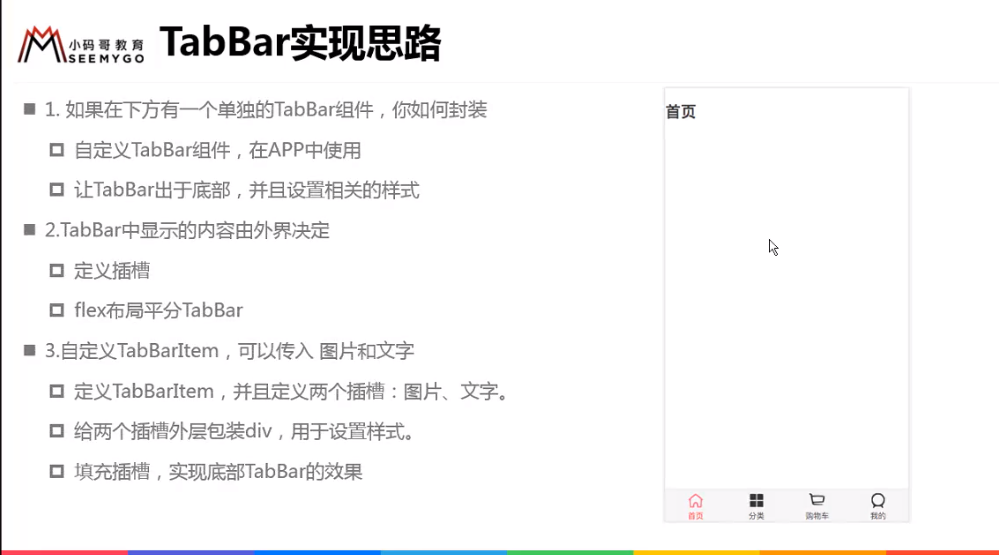 小码哥教育
SEEMYGO
TabBar实现思路
1. 如果在下方有一个单独的TabBar组件，你如何封装
自定义TabBar组件，在APP中使用
让TabBar出于底部，并且设置相关的样式
2.TabBar中显示的内容由外界决定
定义插槽
flex布局平分TabBar
3.自定义TabBarItem，可以传入 图片和文字
定义TabBarItem，并且定义两个插槽：图片、文字。
给两个插槽外层包装div，用于设置样式。
填充插槽，实现底部TabBar的效果
首页
首页 分类 购物车 我的